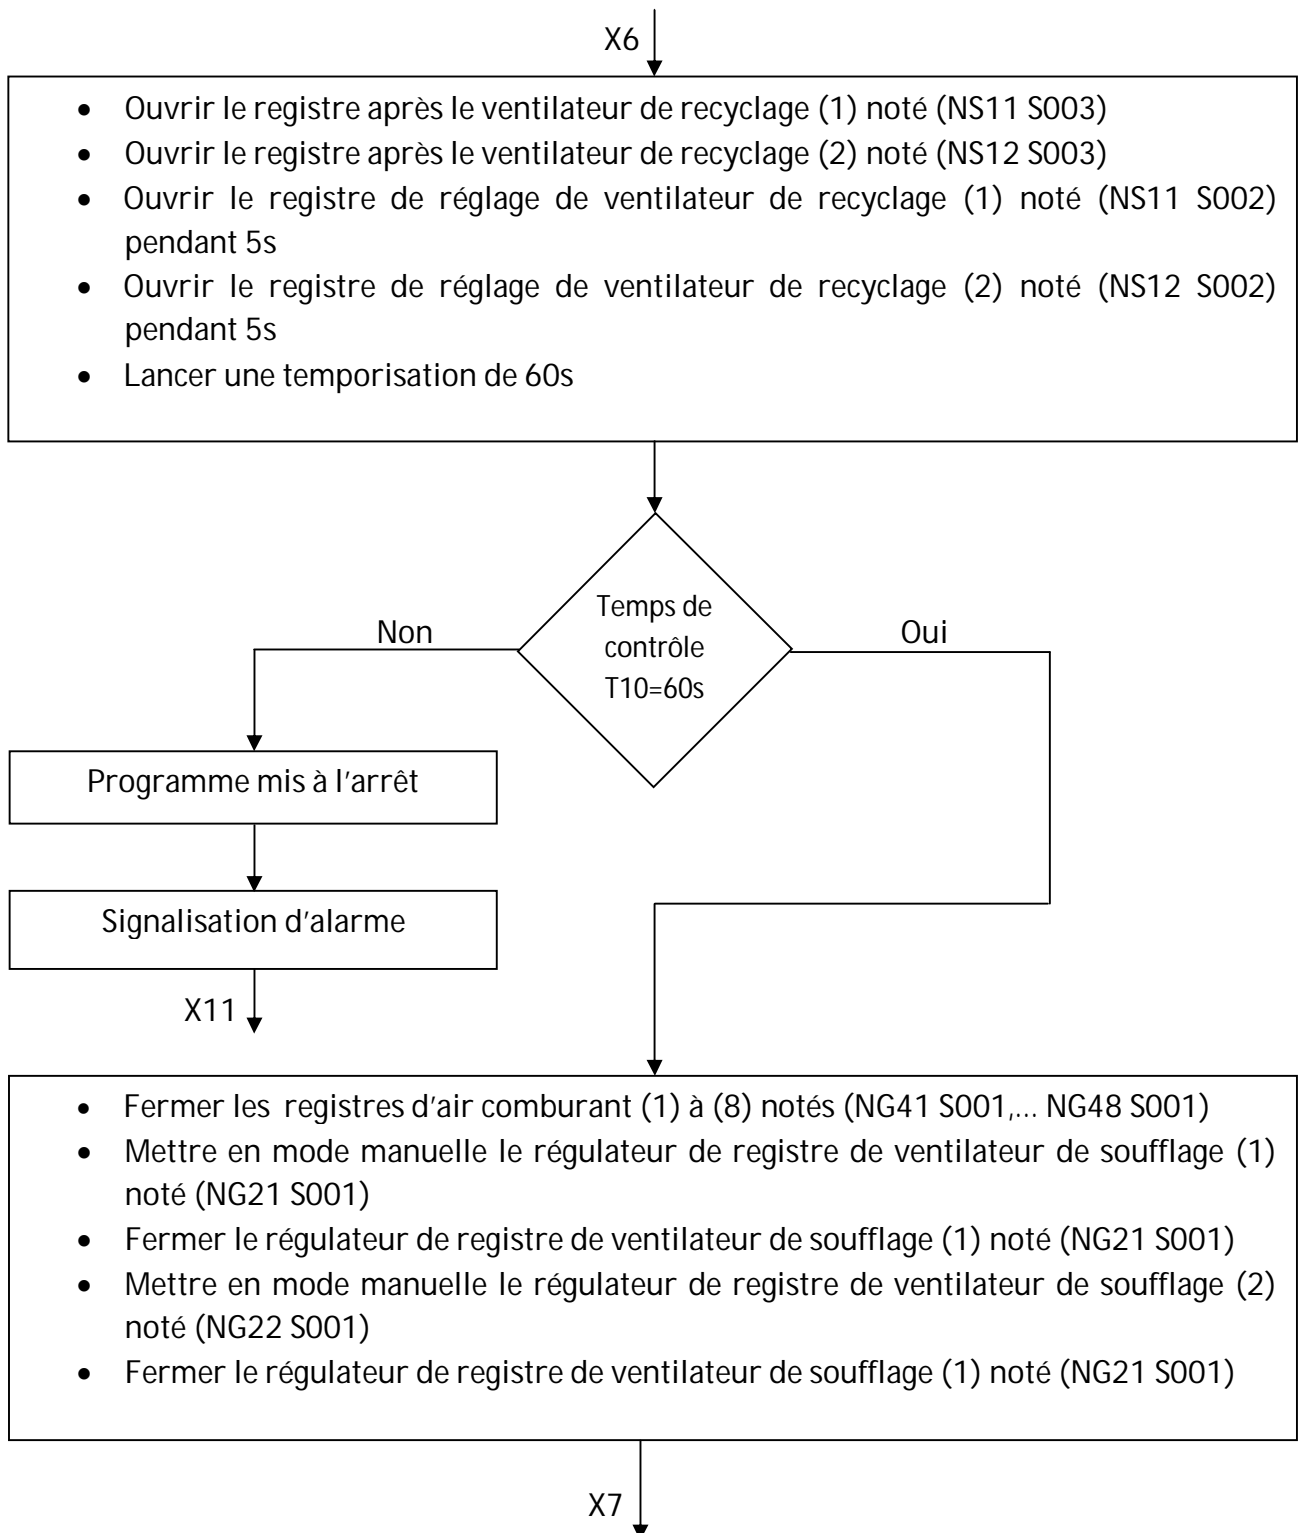 X6
• Ouvrir le registre après le ventilateur de recyclage (1) noté (NS11 S003)
• Ouvrir le registre après le ventilateur de recyclage (2) noté (NS12 S003)
• Ouvrir le registre de réglage de ventilateur de recyclage (1) noté (NS11 S002)
pendant 5s
• Ouvrir le registre de réglage de ventilateur de recyclage (2) noté (NS12 S002)
pendant 5s
• Lancer une temporisation de 60s
Temps de
contrôle
T10=60s
Non
Oui
Programme mis à l'arrêt
Signalisation d'alarme
X11
• Fermer les registres d'air comburant (1) à (8) notés (NG41 S001,... NG48 S001)
• Mettre en mode manuelle le régulateur de registre de ventilateur de soufflage (1)
noté (NG21 S001)
• Fermer le régulateur de registre de ventilateur de soufflage (1) noté (NG21 S001)
• Mettre en mode manuelle le régulateur de registre de ventilateur de soufflage (2)
noté (NG22 S001)
• Fermer le régulateur de registre de ventilateur de soufflage (1) noté (NG21 S001)
X7